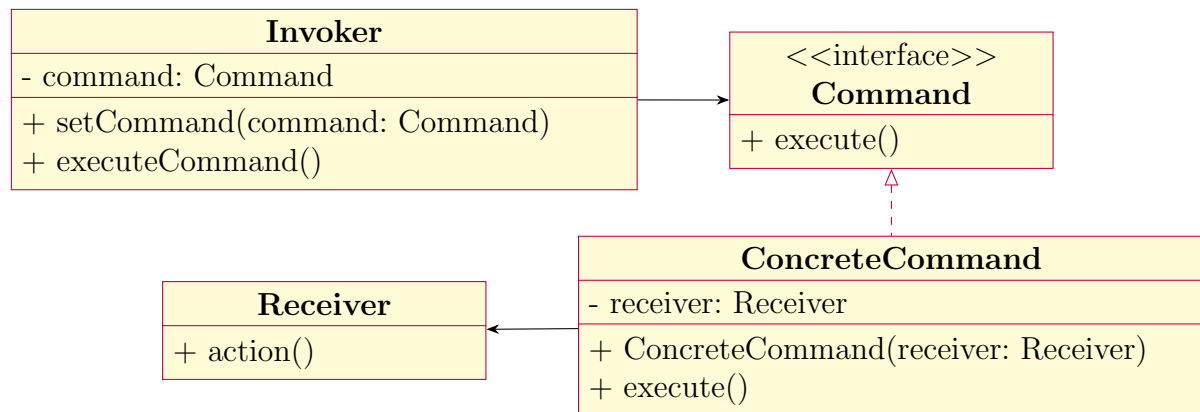 Invoker
- command: Command
+ setCommand(command: Command)
+ executeCommand()
<<interface>>
Command
+ execute()
Receiver
+ action()
ConcreteCommand
- receiver: Receiver
+ ConcreteCommand(receiver: Receiver)
+ execute()